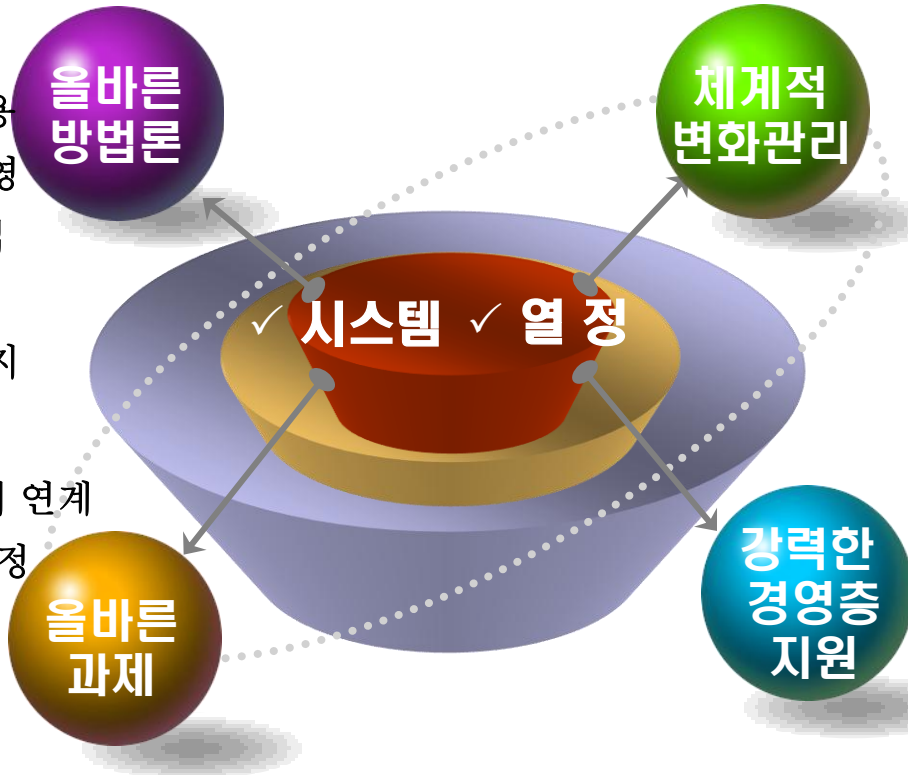 올바른
방법론
체계적
변화관리
✓ 시스템 ✓ 열 정
연계
정
올바른
과제
강력한
경영층
지원